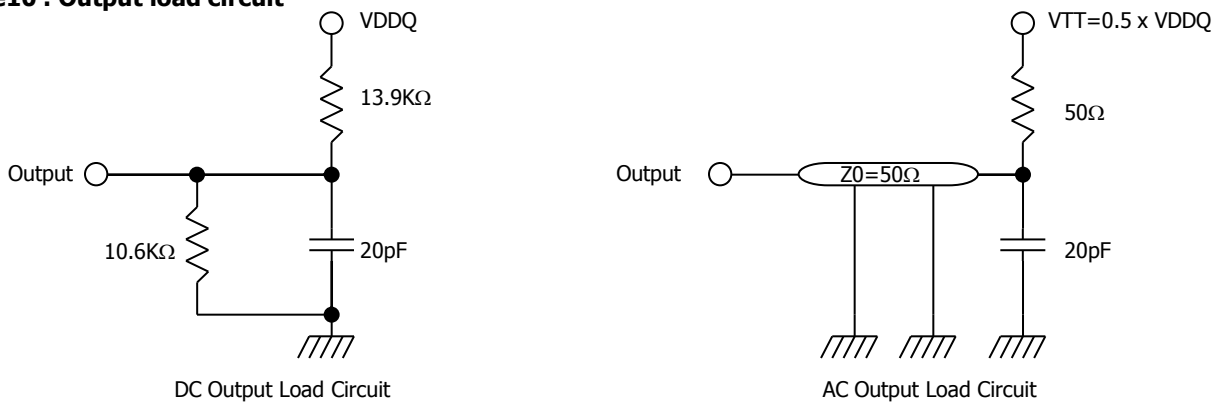 : Output load circuit
VDDQ
13.9KΩ
Output
10.6KΩ
20pF
DC Output Load Circuit
VTT=0.5 x VDDQ
50Ω
Output
Z0=50Ω
20pF
AC Output Load Circuit